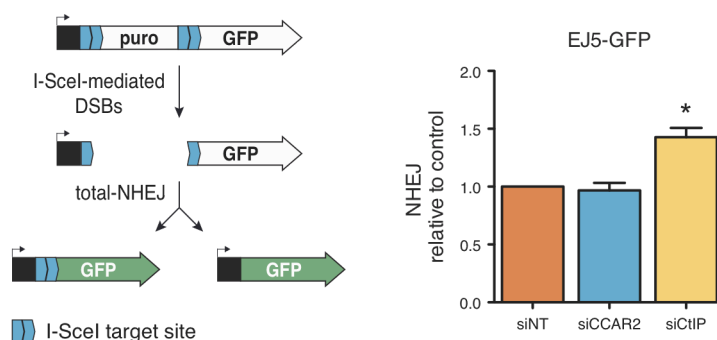 puro GFP
I-SceI-mediated
DSBs
GFP
total-NHEJ
GFP GFP
I-SceI target site
EJ5-GFP
NHEJ
relative to control
2.0
1.5
1.0
0.5
0.0
*
siNT siCCAR2 siCtIP